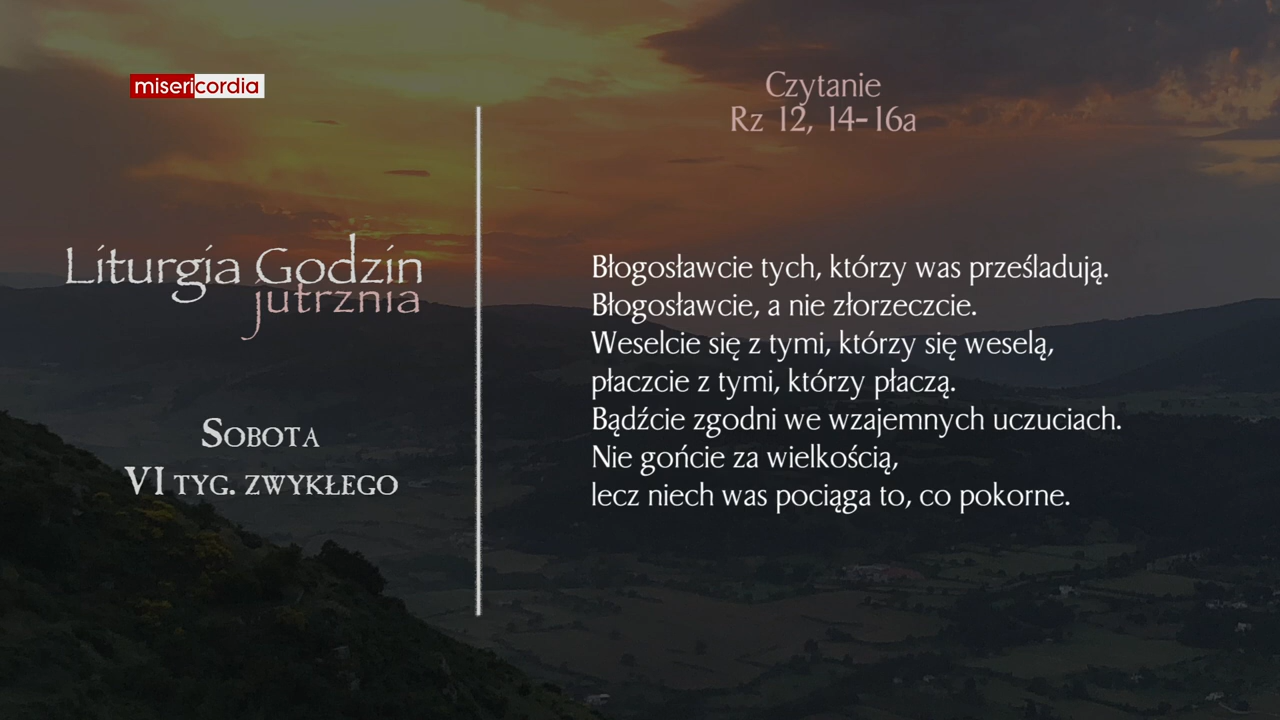 misericordia
Liturgia Godzin
jutrznia
Sobota
VI tyg. zwykłego
Czytanie
Rz 12, 14-16a
Błogosławcie tych, którzy was prześladują.
Błogosławcie, a nie złorzeczcie.
Weselcie się z tymi, którzy się weselą,
płaczcie z tymi, którzy płaczą.
Bądźcie zgodni we wzajemnych uczuciach.
Nie gońcie za wielkością,
lecz niech was pociąga to, co pokorne.